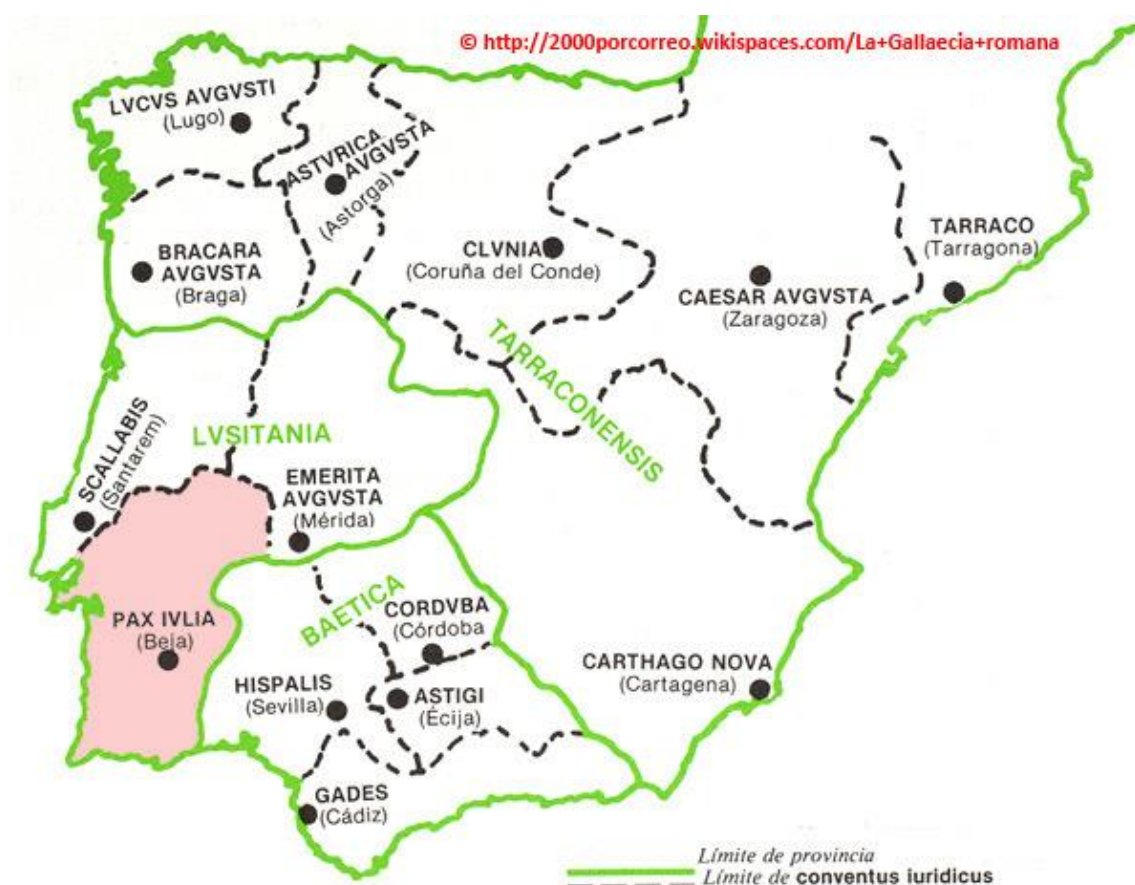 © http://2000porcorreo.wikispaces.com/La+Gallaecia+romana
LVCVS AVGVSTI
(Lugo)
ASTVRICA
AVGVSTA
(Astorga)
BRACARA
AVGVSTA
(Braga)
CLVNIA
(Coruña del Conde)
TARRACO
(Tarragona)
CAESAR AVGVSTA
(Zaragoza)
TARRACONENSIS
SCALLABIS
(Santarem)
LVSITANIA
EMERITA
AVGVSTA
(Mérida)
PAX IVLIA
(Beja)
BAETICA
CORDVBA
(Córdoba
HISPALIS
(Sevilla)
ASTIGI
(Écija)
CARTHAGO NOVA
(Cartagena)
GADES
(Cádiz)
Límite de provincia
Límite de conventus iuridicus